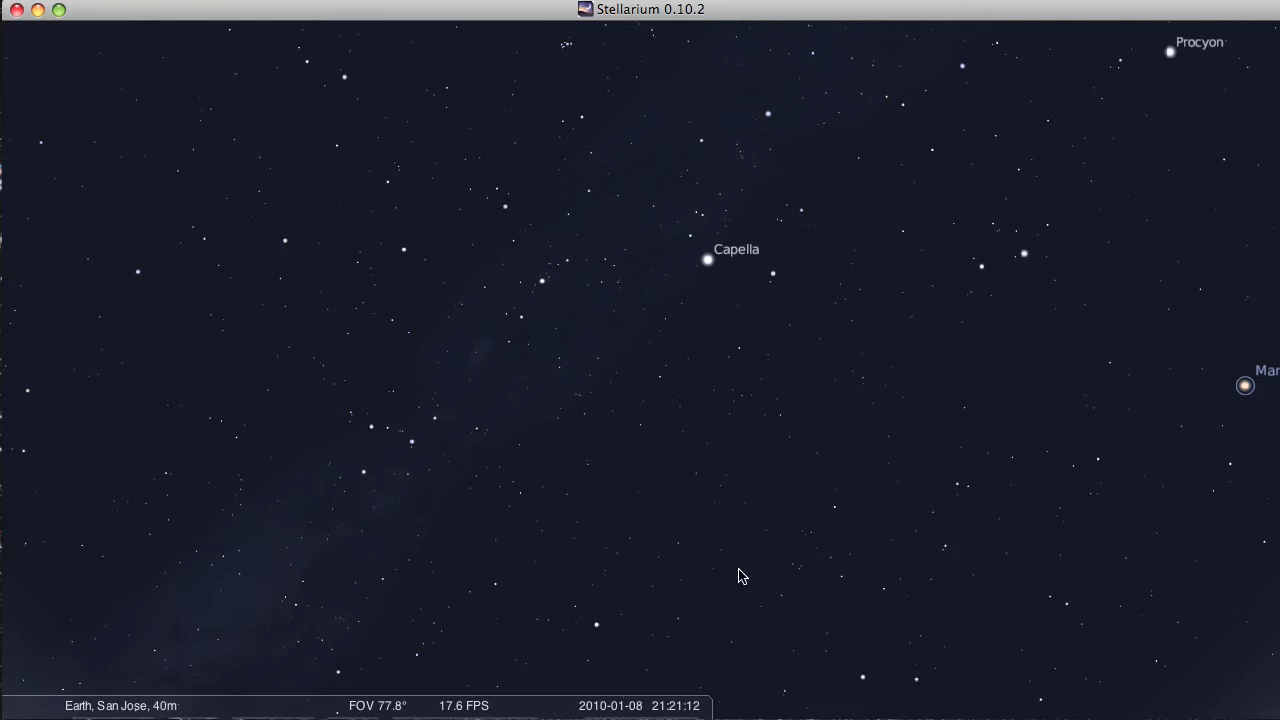 Stellarium 0.10.2
Procyon
Capella
Mar
Earth, San Jose, 40m FOV 77.8° 17.6 FPS 2010-01-08 21:21:12